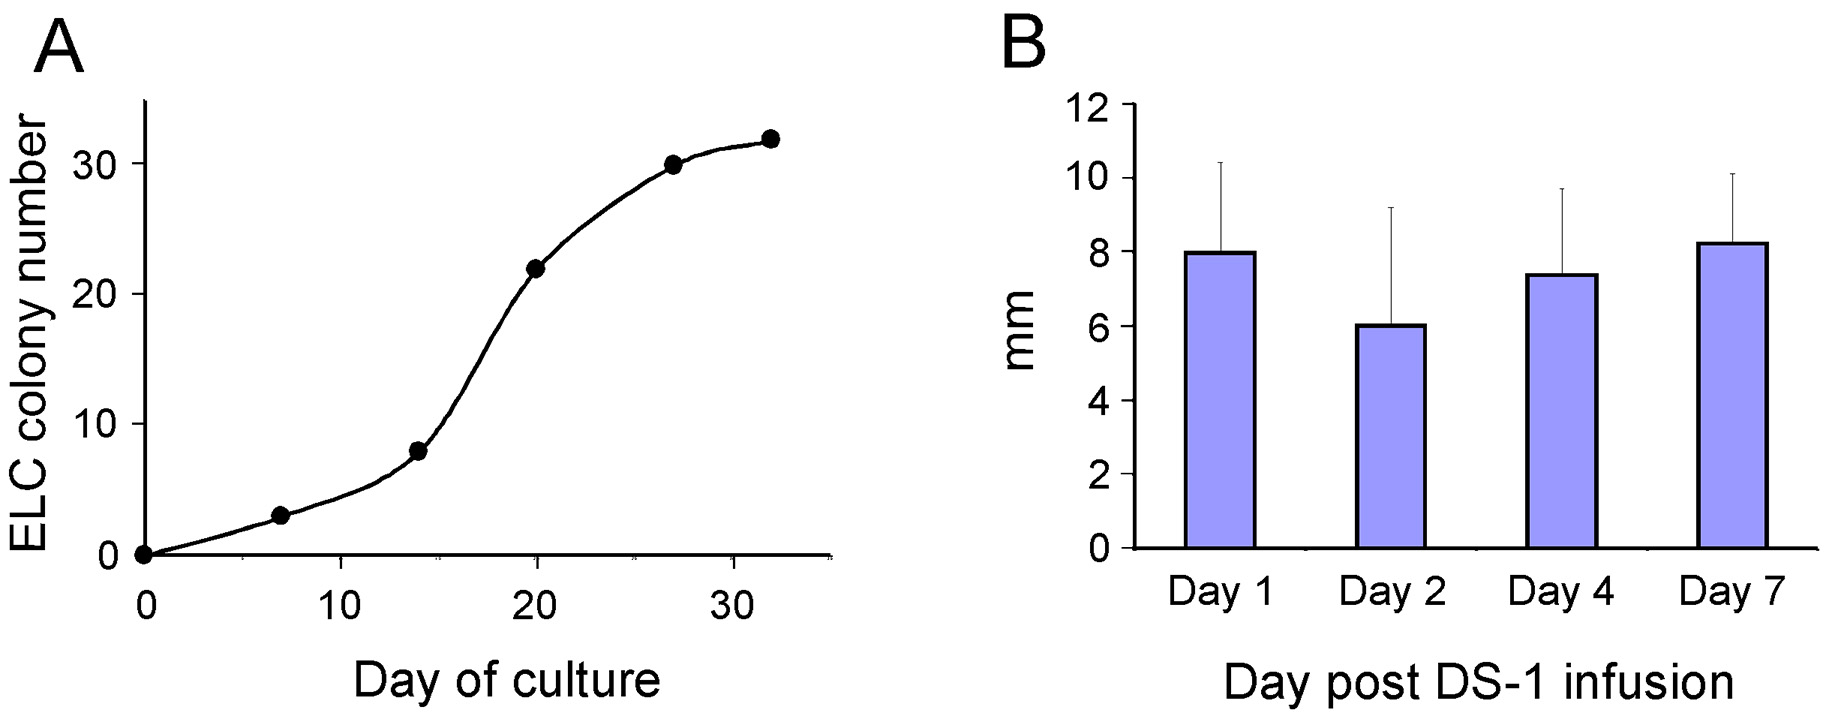 A
ELC colony number
30
20
10
0
0 10 20 30
Day of culture
B
mm
12
10
8
6
4
2
0
Day 1 Day 2 Day 4 Day 7
Day post DS-1 infusion